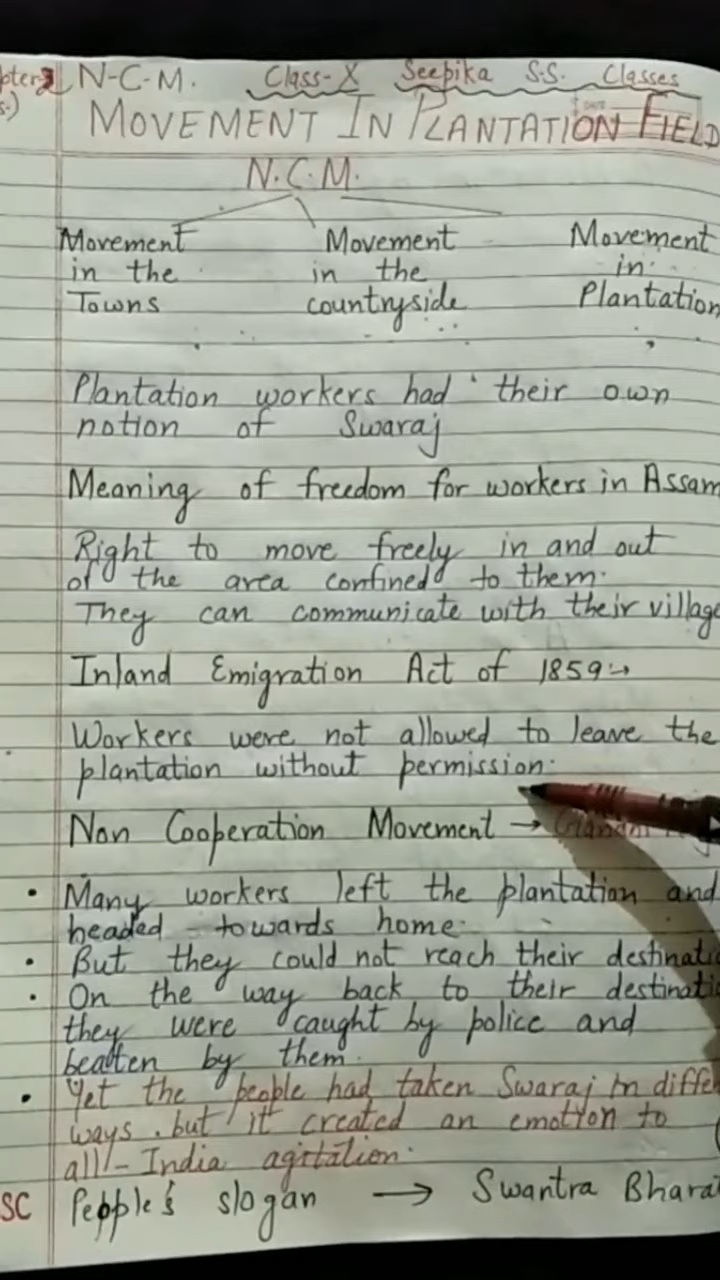 N-C-M. Class-X Seepika S.S. Classes
MOVEMENT IN PLANTATION FIELD
N.C.M.
Movement in the Towns
Movement in the countryside
Movement in Plantation
Plantation workers had their own
notion of Swaraj
Meaning of freedom for workers in Assam
Right to move freely in and out
of the area confined to them.
They can communicate with their village
Inland Emigration Act of 1859→
Workers were not allowed to leave the
plantation without permission.
Non Cooperation Movement →
• Many workers left the plantation and
headed - towards home.
• But they could not reach their destinatio
• On the way back to their destinatio
they were caught by police and
beaten by them.
• Yet the people had taken Swaraj in differ
ways. but it created an emotion to
all - India agitation.
SC People's slogan → Swantra Bhara